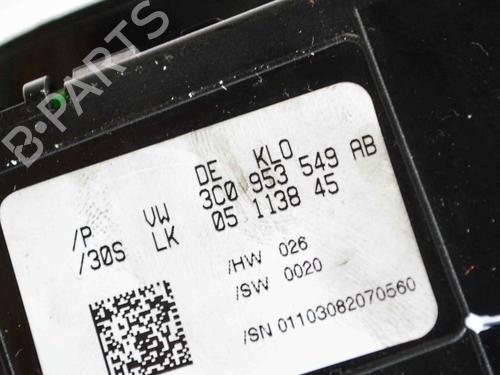 B-PARTS
DE KLO
/P VW 3C0 953 549 AB
/30S LK 05 1138 45
/HW 026
/SW 0020
/SN 01103082070560